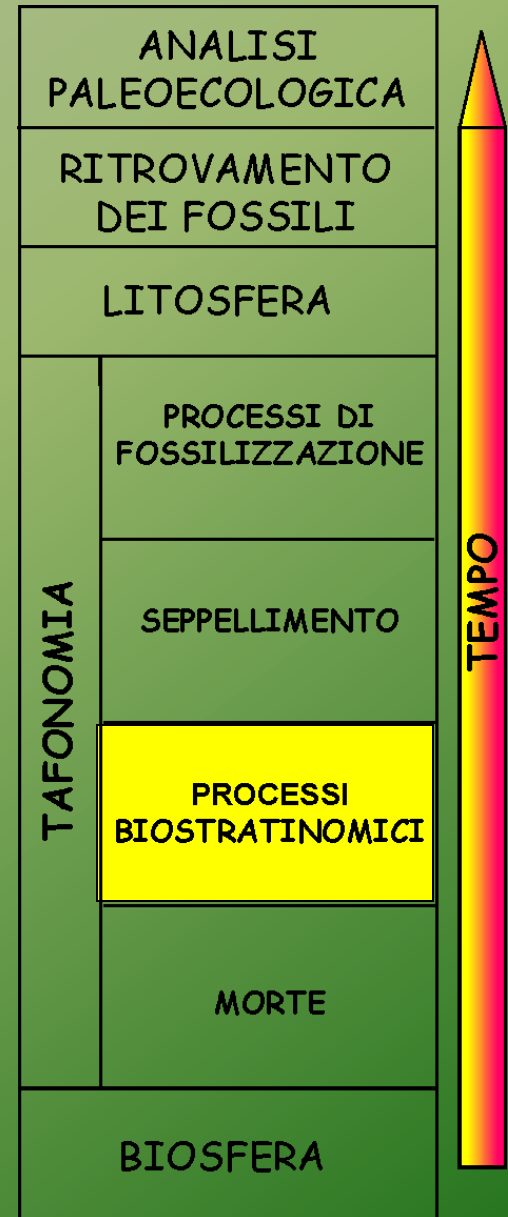 ANALISI
PALEOECOLOGICA
RITROVAMENTO
DEI FOSSILI
LITOSFERA
TAFONOMIA
PROCESSI DI
FOSSILIZZAZIONE
SEPPELLIMENTO
PROCESSI
BIOSTRATINOMICI
MORTE
BIOSFERA
TEMPO